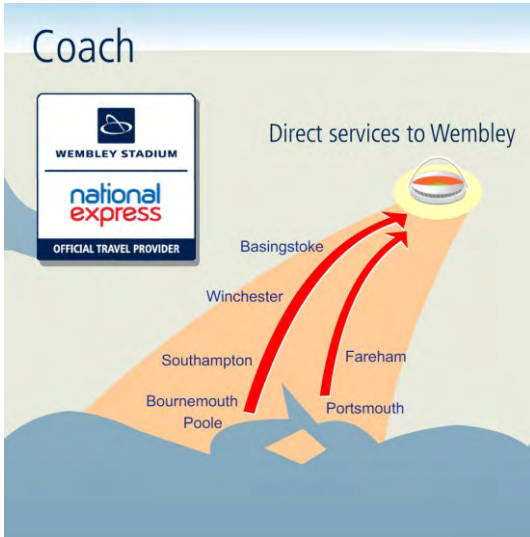 Coach
WEMBLEY STADIUM
national
express
OFFICIAL TRAVEL PROVIDER
Direct services to Wembley
Basingstoke
Winchester
Southampton
Bournemouth
Poole
Fareham
Portsmouth